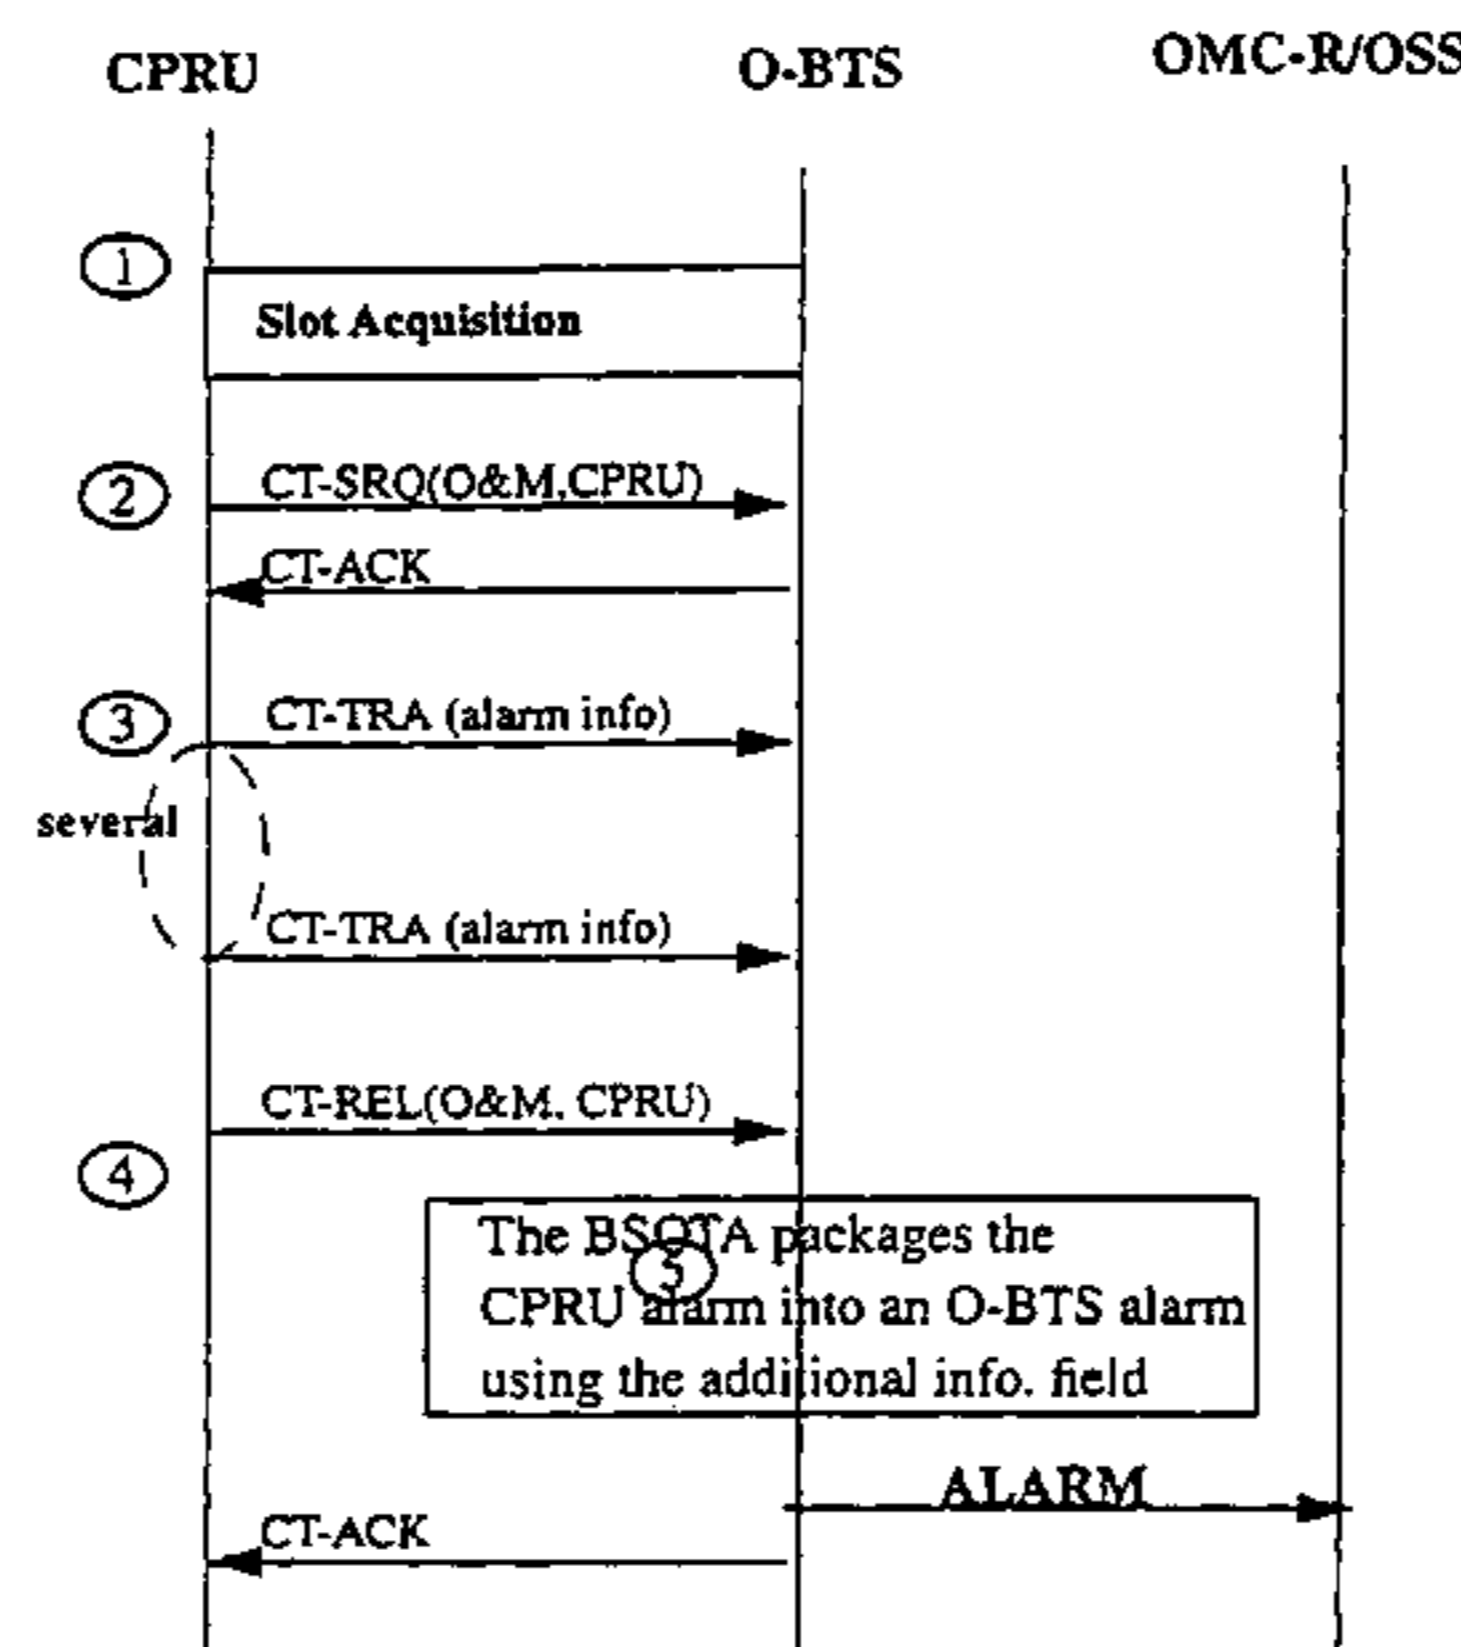 CPRU
O-BTS
OMC-R/OSS
1
Slot Acquisition
2
CT-SRQ(O&M,CPRU)
CT-ACK
3
CT-TRA (alarm info)
several
CT-TRA (alarm info)
CT-REL(O&M. CPRU)
4
The BSOTA packages the
5
CPRU alarm into an O-BTS alarm
using the additional info. field
ALARM
CT-ACK